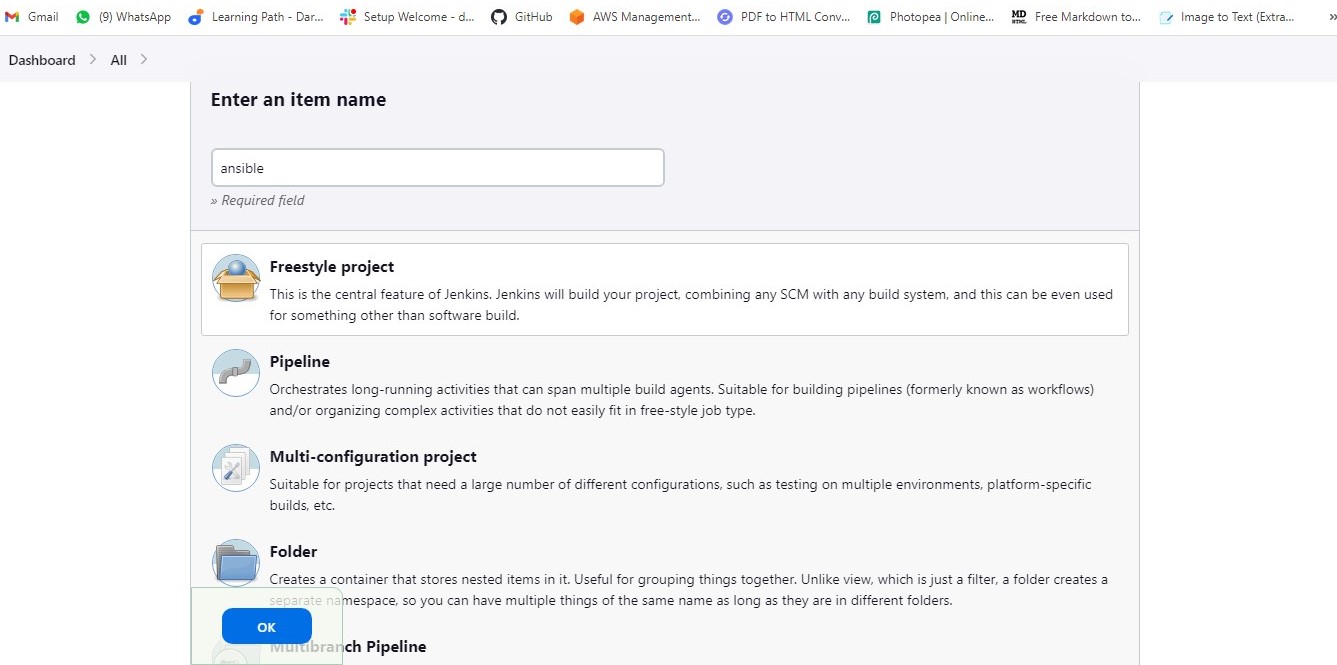 Gmail (9) WhatsApp Learning Path - Dar... Setup Welcome - d... GitHub AWS Management... PDF to HTML Conv... Photopea | Online... MD HTML Free Markdown to... Image to Text (Extra... »
Dashboard All
Enter an item name
ansible
» Required field
Freestyle project
This is the central feature of Jenkins. Jenkins will build your project, combining any SCM with any build system, and this can be even used
for something other than software build.
Pipeline
Orchestrates long-running activities that can span multiple build agents. Suitable for building pipelines (formerly known as workflows)
and/or organizing complex activities that do not easily fit in free-style job type.
Multi-configuration project
Suitable for projects that need a large number of different configurations, such as testing on multiple environments, platform-specific
builds, etc.
Folder
Creates a container that stores nested items in it. Useful for grouping things together. Unlike view, which is just a filter, a folder creates a
separate namespace, so you can have multiple things of the same name as long as they are in different folders.
OK
Multibranch Pipeline